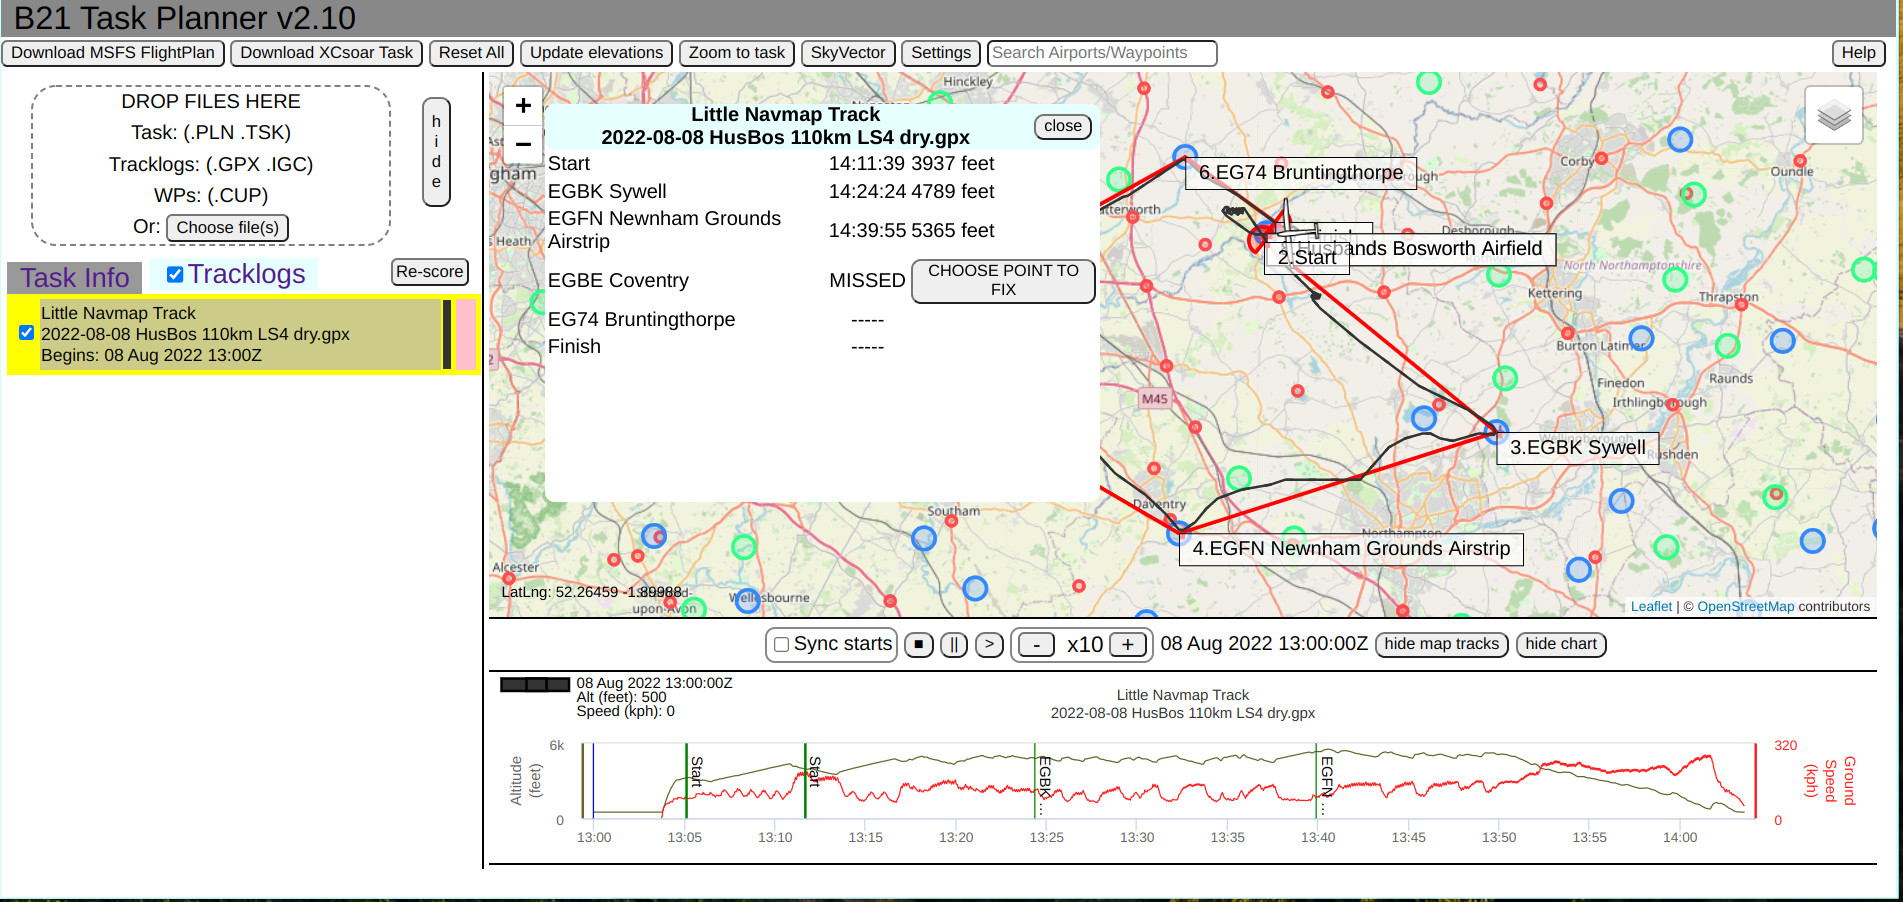 B21 Task Planner v2.10
Download MSFS FlightPlan
Download XCsoar Task
Reset All
Update elevations
Zoom to task
SkyVector
Settings
Search Airports/Waypoints
Help
DROP FILES HERE
Task: (.PLN .TSK)
Tracklogs: (.GPX .IGC)
WPs: (.CUP)
Or: Choose file(s)
hide
Task Info
Tracklogs
Re-score
Little Navmap Track
2022-08-08 HusBos 110km LS4 dry.gpx
Begins: 08 Aug 2022 13:00Z
+
−
Little Navmap Track
2022-08-08 HusBos 110km LS4 dry.gpx
close
Start 14:11:39 3937 feet
EGBK Sywell 14:24:24 4789 feet
EGFN Newnham Grounds
Airstrip
14:39:55 5365 feet
EGBE Coventry MISSED
CHOOSE POINT TO
FIX
EG74 Bruntingthorpe -----
Finish -----
Hinckley
6.EG74 Bruntingthorpe
Corby
Oundle
Desborough
Husbands Bosworth Airfield
2.Start
North Northamptonshire
Kettering
Thrapston
Burton Latimer
Finedon
Raunds
Irthlingborough
M45
3.EGBK Sywell
Rushden
Daventry
Southam
Northampton
4.EGFN Newnham Grounds Airstrip
Alcester
LatLng: 52.26459 -1.89988
upon-Avon
Wellesbourne
Leaflet | © OpenStreetMap contributors
Sync starts
■
||
>
-
x10
+
08 Aug 2022 13:00:00Z
hide map tracks
hide chart
08 Aug 2022 13:00:00Z
Alt (feet): 500
Speed (kph): 0
Little Navmap Track
2022-08-08 HusBos 110km LS4 dry.gpx
Altitude
(feet)
6k
0
Start
Start
EGBK...
EGFN...
320
0
Ground
Speed
(kph)
13:00
13:05
13:10
13:15
13:20
13:25
13:30
13:35
13:40
13:45
13:50
13:55
14:00